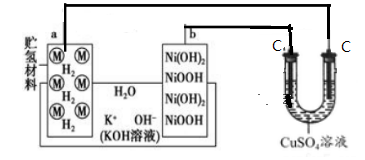 a
b
贮氢材料
M M
H₂
M M
H₂
M M
H₂
H₂O
K⁺ OH⁻
(KOH溶液)
Ni(OH)₂
NiOOH
Ni(OH)₂
NiOOH
C C
CuSO₄溶液